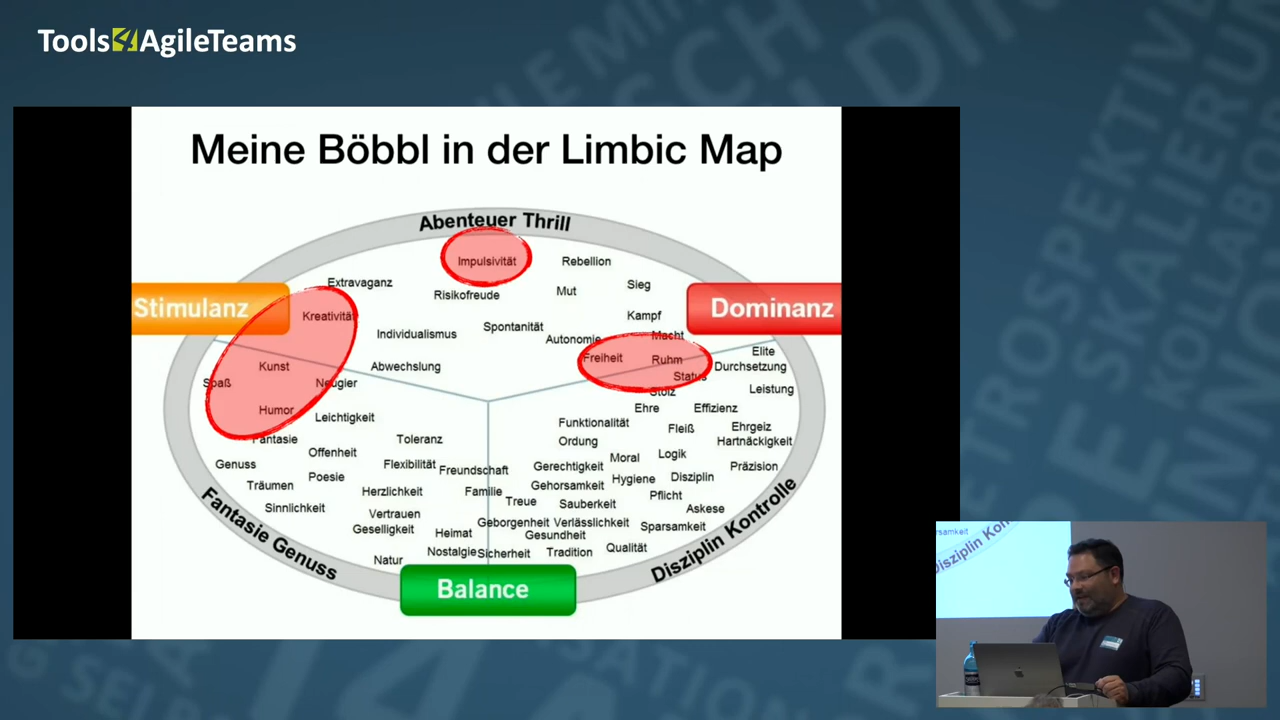 Tools4AgileTeams
Meine Böbbl in der Limbic Map
Abenteuer Thrill
Impulsivität
Rebellion
Extravaganz
Risikofreude
Mut
Sieg
Stimulanz
Dominanz
Kreativität
Kampf
Individualismus
Spontanität
Autonomie
Macht
Elite
Freiheit
Ruhm
Kunst
Abwechslung
Durchsetzung
Spaß
Neugier
Status
Stolz
Leistung
Humor
Leichtigkeit
Ehre
Effizienz
Funktionalität
Fleiß
Ehrgeiz
Fantasie
Toleranz
Ordung
Hartnäckigkeit
Offenheit
Moral
Logik
Genuss
Flexibilität
Freundschaft
Gerechtigkeit
Präzision
Poesie
Hygiene
Disziplin
Träumen
Herzlichkeit
Familie
Gehorsamkeit
Pflicht
Treue
Sauberkeit
Askese
Sinnlichkeit
Vertrauen
Geborgenheit
Verlässlichkeit
Sparsamkeit
Geselligkeit
Heimat
Gesundheit
Natur
Nostalgie
Sicherheit
Tradition
Qualität
Fantasie Genuss
Disziplin Kontrolle
Balance